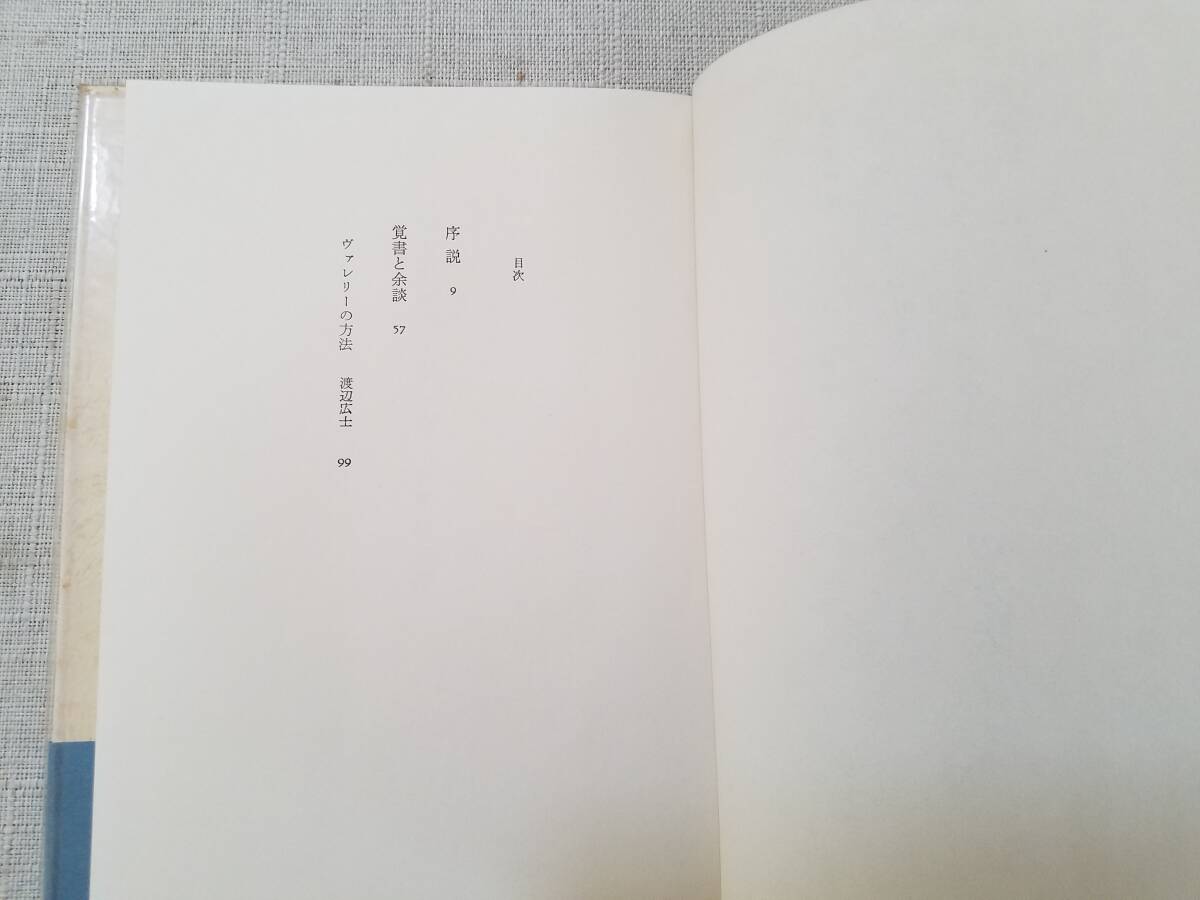 目次
序説 9
覚書と余談 57
ヴァレリーの方法 渡辺広士 99